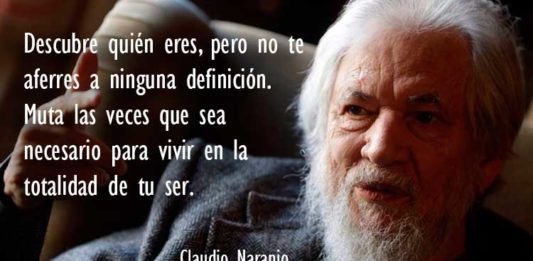 Descubre quién eres, pero no te
aferres a ninguna definición.
Muta las veces que sea
necesario para vivir en la
totalidad de tu ser.
Claudio Naranjo